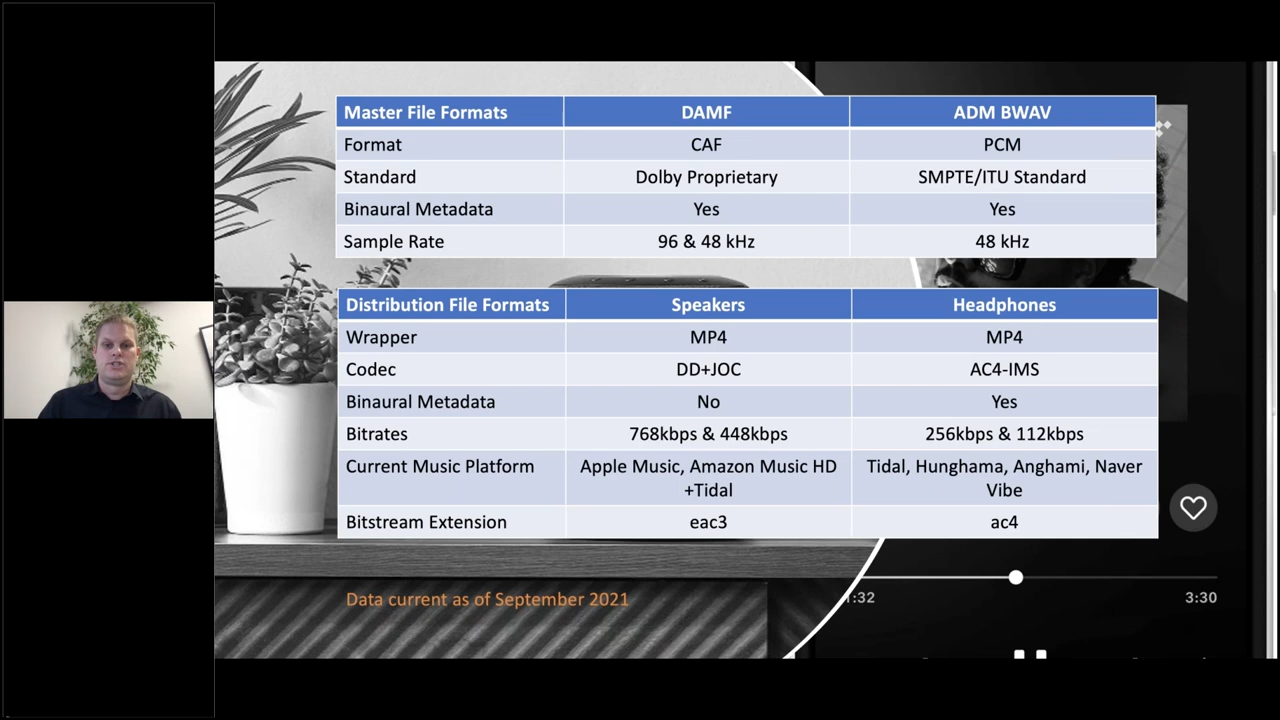 Master File Formats DAMF ADM BWAV
Format CAF PCM
Standard Dolby Proprietary SMPTE/ITU Standard
Binaural Metadata Yes Yes
Sample Rate 96 & 48 kHz 48 kHz
Distribution File Formats Speakers Headphones
Wrapper MP4 MP4
Codec DD+JOC AC4-IMS
Binaural Metadata No Yes
Bitrates 768kbps & 448kbps 256kbps & 112kbps
Current Music Platform Apple Music, Amazon Music HD Tidal, Hunghama, Anghami, Naver
+Tidal Vibe
Bitstream Extension eac3 ac4
Data current as of September 2021
:32 3:30